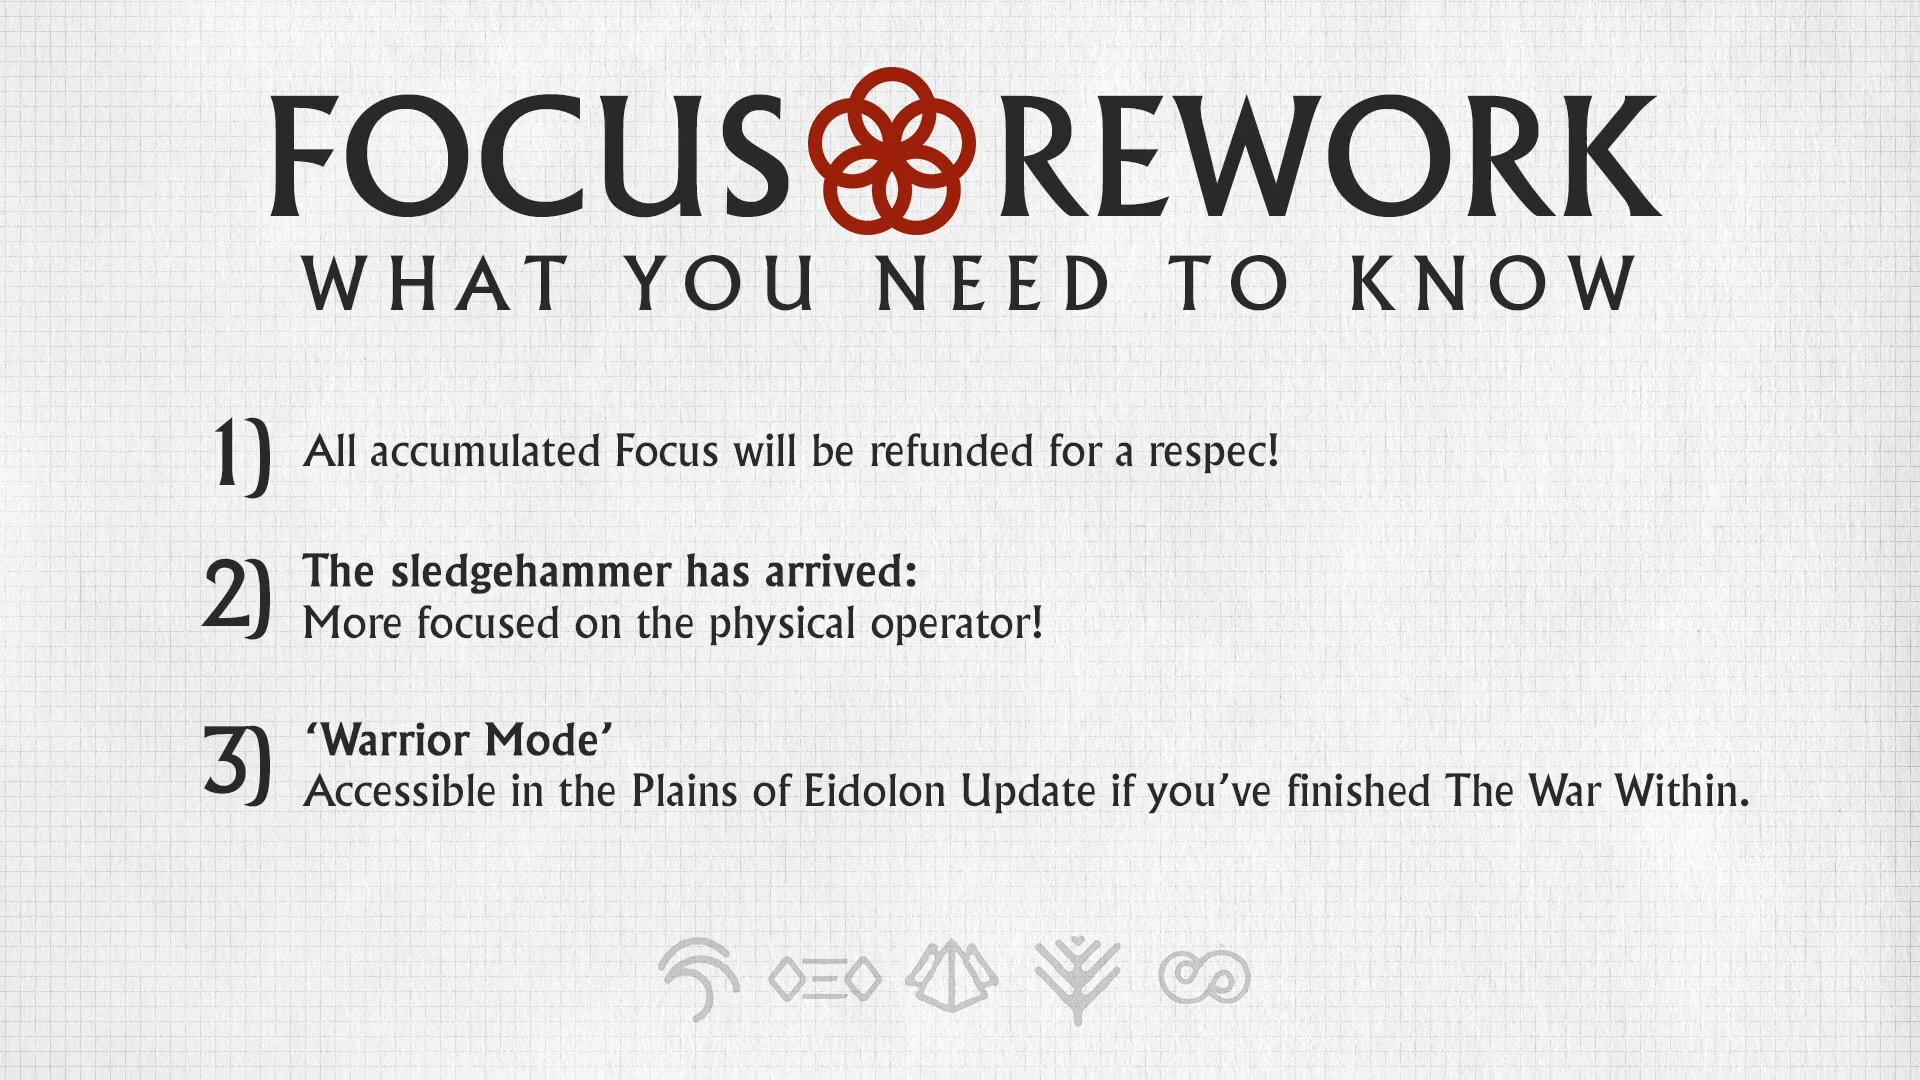 FOCUS REWORK
WHAT YOU NEED TO KNOW
1) All accumulated Focus will be refunded for a respec!
2) The sledgehammer has arrived:
More focused on the physical operator!
3) ‘Warrior Mode’
Accessible in the Plains of Eidolon Update if you’ve finished The War Within.